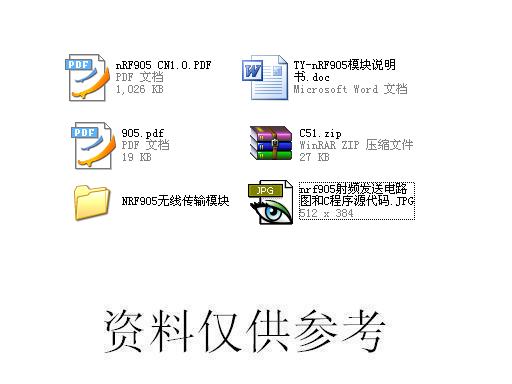 PDF
nRF905 CN1.0.PDF
PDF 文档
1,026 KB
TY-nRF905模块说明
书.doc
Microsoft Word 文档
PDF
905.pdf
PDF 文档
19 KB
C51.zip
WinRAR ZIP 压缩文件
27 KB
NRF905无线传输模块
JPG
nrf905射频发送电路
图和C程序源代码.JPG
512 x 384
资料仅供参考